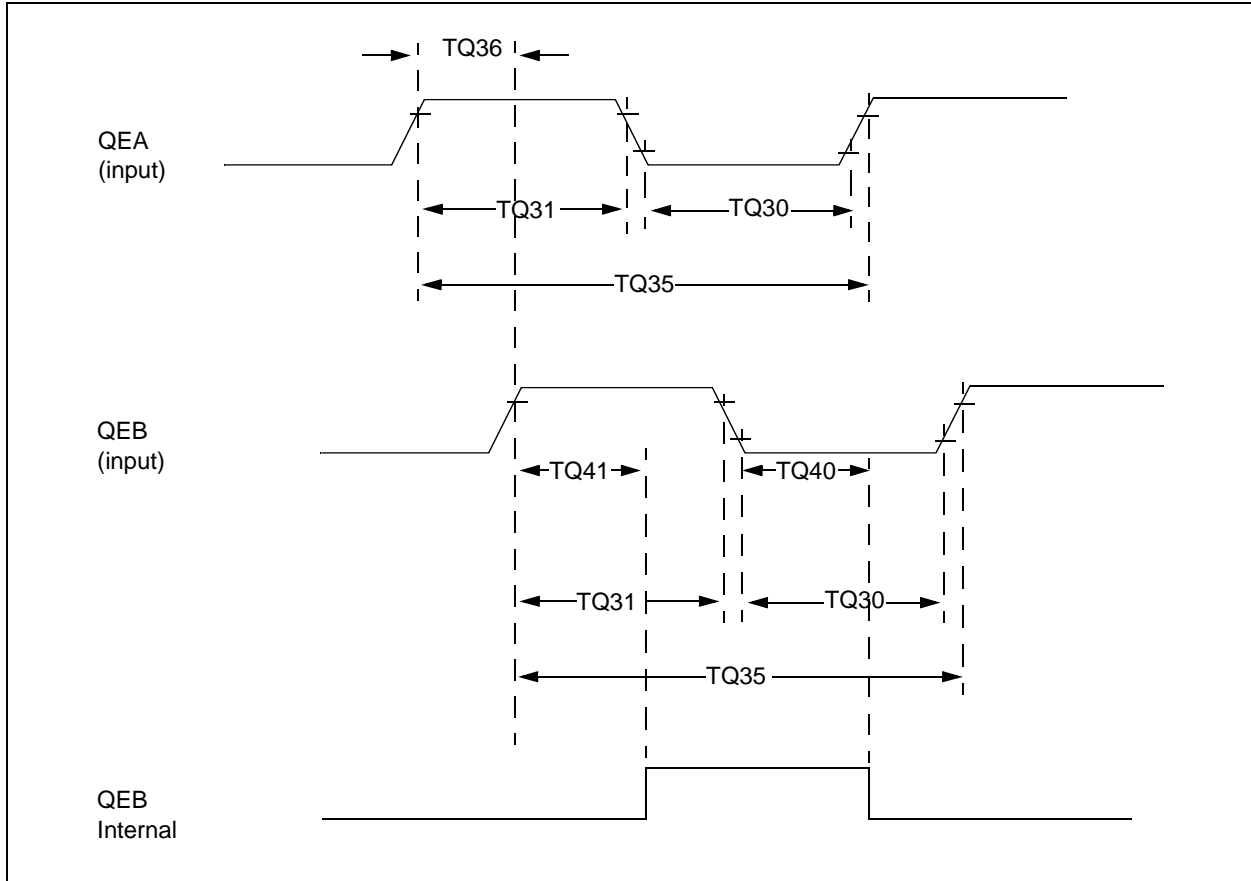 TQ36
QEA
(input)
TQ31
TQ30
TQ35
QEB
(input)
TQ41
TQ40
TQ31
TQ30
TQ35
QEB
Internal